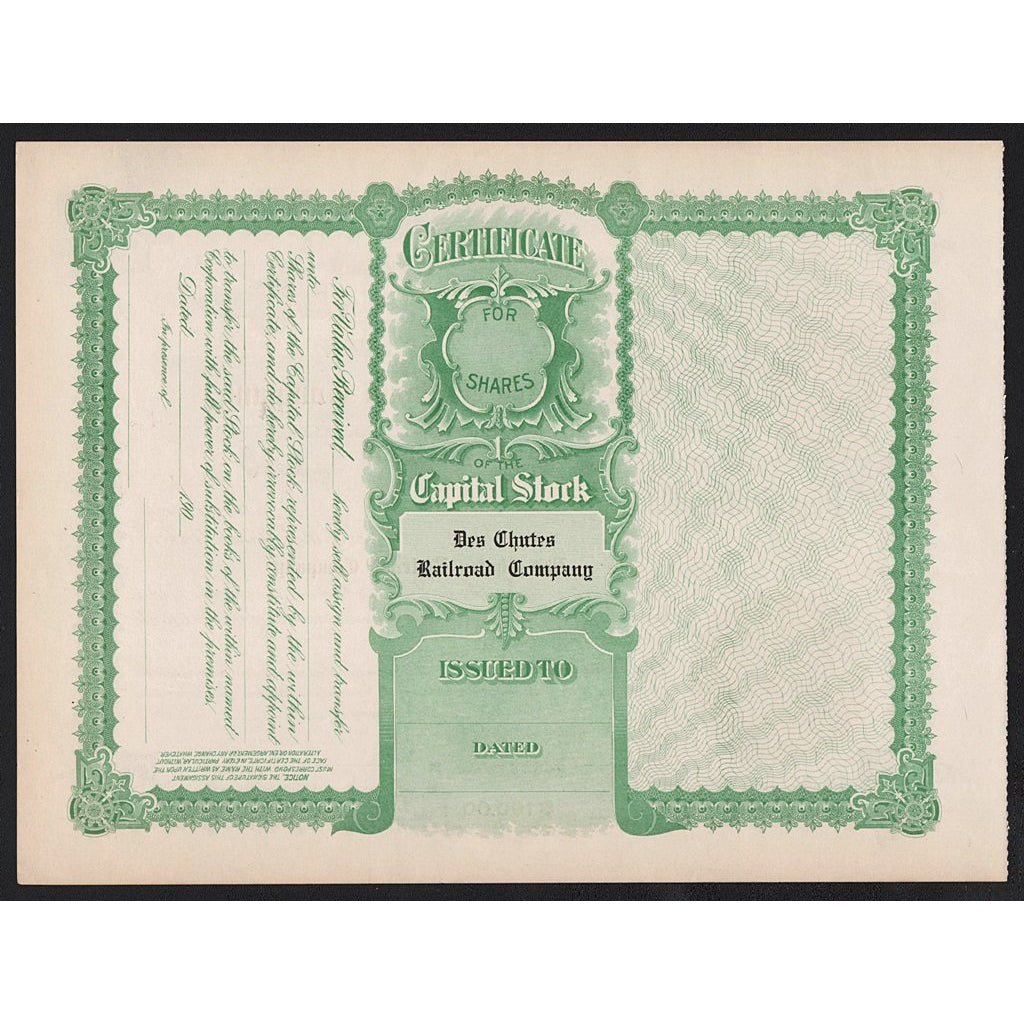 For Value Received, hereby sell, assign and transfer
unto
Shares of the Capital Stock represented by the within
Certificate, and do hereby irrevocably constitute and appoint
to transfer the said Stock on the books of the within named
Corporation with full power of substitution in the premises.
Dated 190
In presence of
NOTICE. THE SIGNATURE OF THIS ASSIGNMENT
MUST CORRESPOND WITH THE NAME AS WRITTEN UPON THE
FACE OF THE CERTIFICATE, IN EVERY PARTICULAR, WITHOUT
ALTERATION OR ENLARGEMENT OR ANY CHANGE WHATEVER.
CERTIFICATE
FOR
SHARES
OF THE
Capital Stock
Des Chutes
Railroad Company
ISSUED TO
DATED